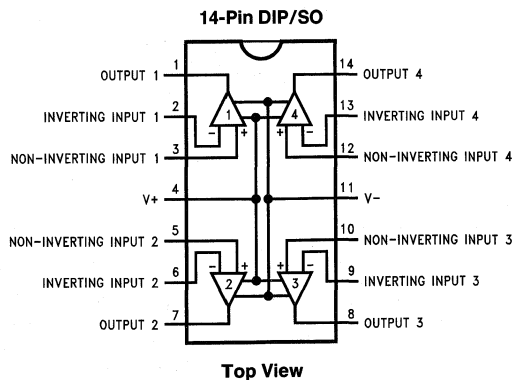 14-Pin DIP/SO
OUTPUT 1 1 14 OUTPUT 4
INVERTING INPUT 1 2 13 INVERTING INPUT 4
1 4
- + + -
NON-INVERTING INPUT 1 3 12 NON-INVERTING INPUT 4
V+ 4 11 V-
NON-INVERTING INPUT 2 5 10 NON-INVERTING INPUT 3
- + + -
INVERTING INPUT 2 6 9 INVERTING INPUT 3
2 3
OUTPUT 2 7 8 OUTPUT 3
Top View